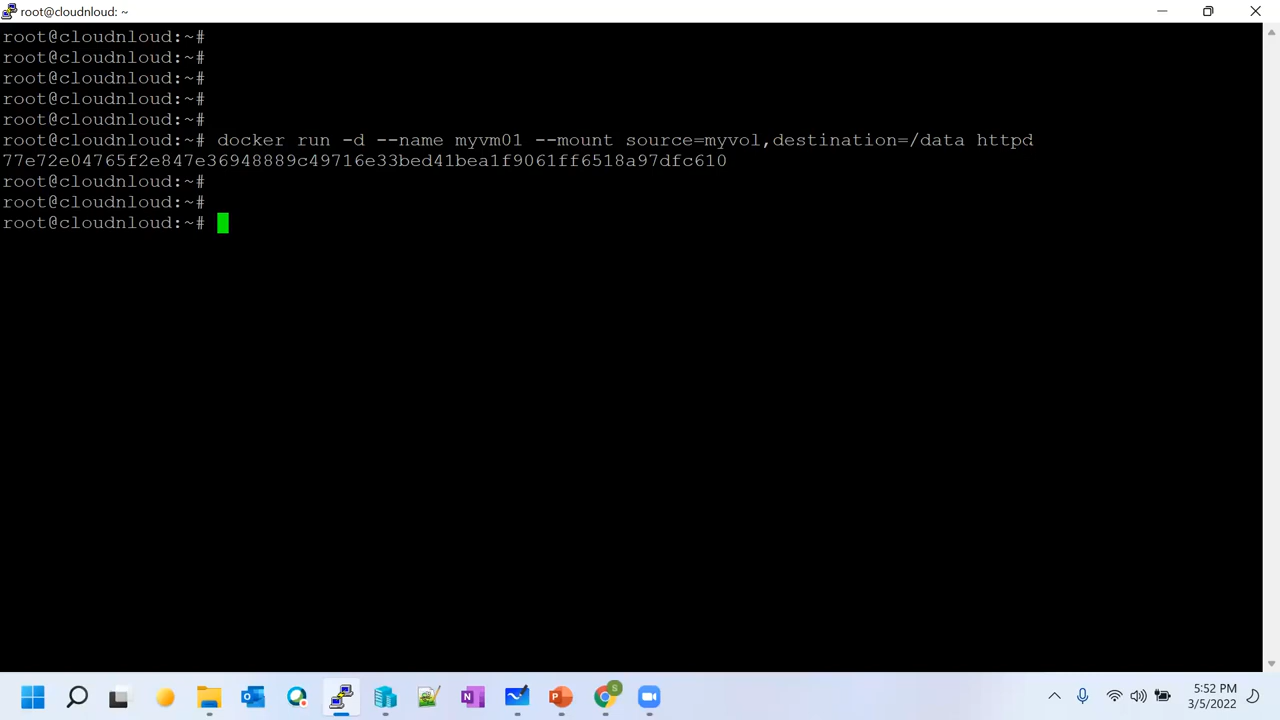 root@cloudnloud: ~
root@cloudnloud:~#
root@cloudnloud:~#
root@cloudnloud:~#
root@cloudnloud:~#
root@cloudnloud:~#
root@cloudnloud:~# docker run -d --name myvm01 --mount source=myvol,destination=/data httpd
77e72e04765f2e847e36948889c49716e33bed41bea1f9061ff6518a97dfc610
root@cloudnloud:~#
root@cloudnloud:~#
root@cloudnloud:~#
5:52 PM
3/5/2022